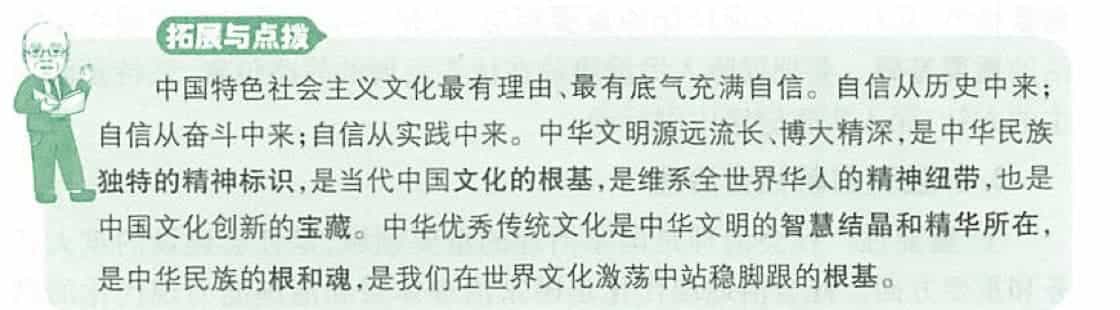 拓展与点拨
中国特色社会主义文化最有理由、最有底气充满自信。自信从历史中来;
自信从奋斗中来;自信从实践中来。中华文明源远流长、博大精深,是中华民族
独特的精神标识,是当代中国文化的根基,是维系全世界华人的精神纽带,也是
中国文化创新的宝藏。中华优秀传统文化是中华文明的智慧结晶和精华所在,
是中华民族的根和魂,是我们在世界文化激荡中站稳脚跟的根基。